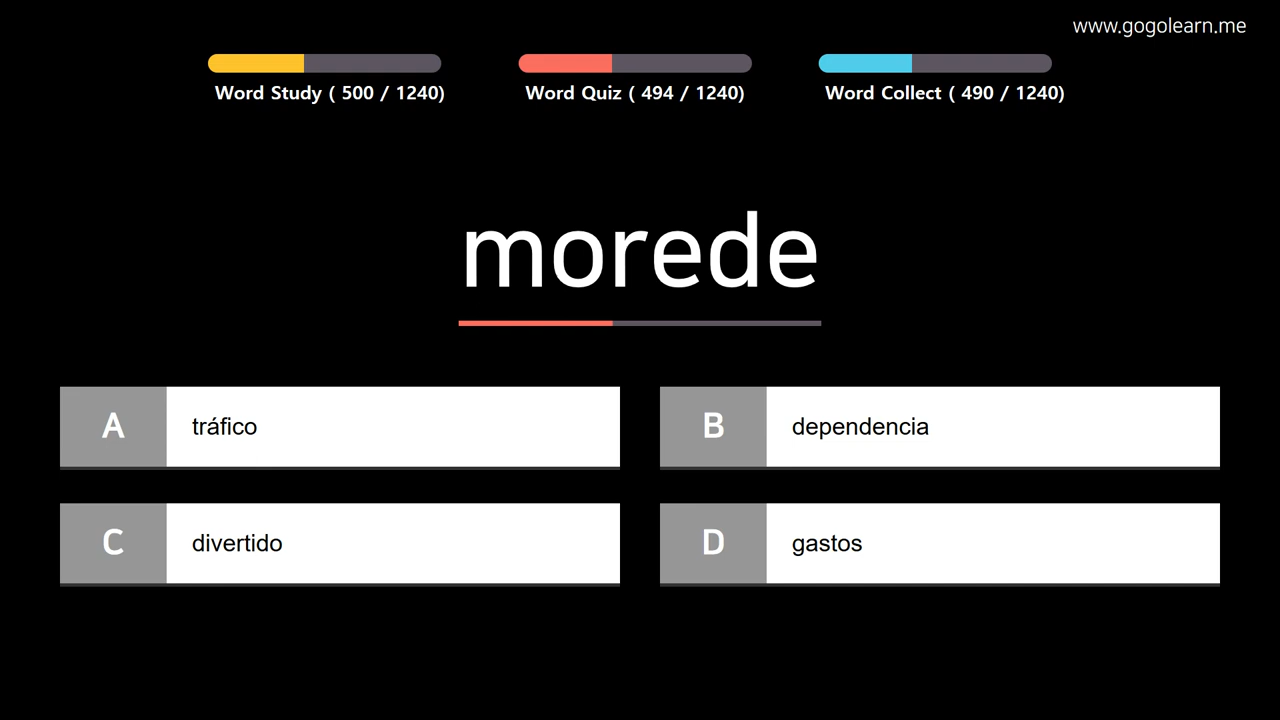 www.gogolearn.me
Word Study ( 500 / 1240)
Word Quiz ( 494 / 1240)
Word Collect ( 490 / 1240)
morede
A tráfico
B dependencia
C divertido
D gastos